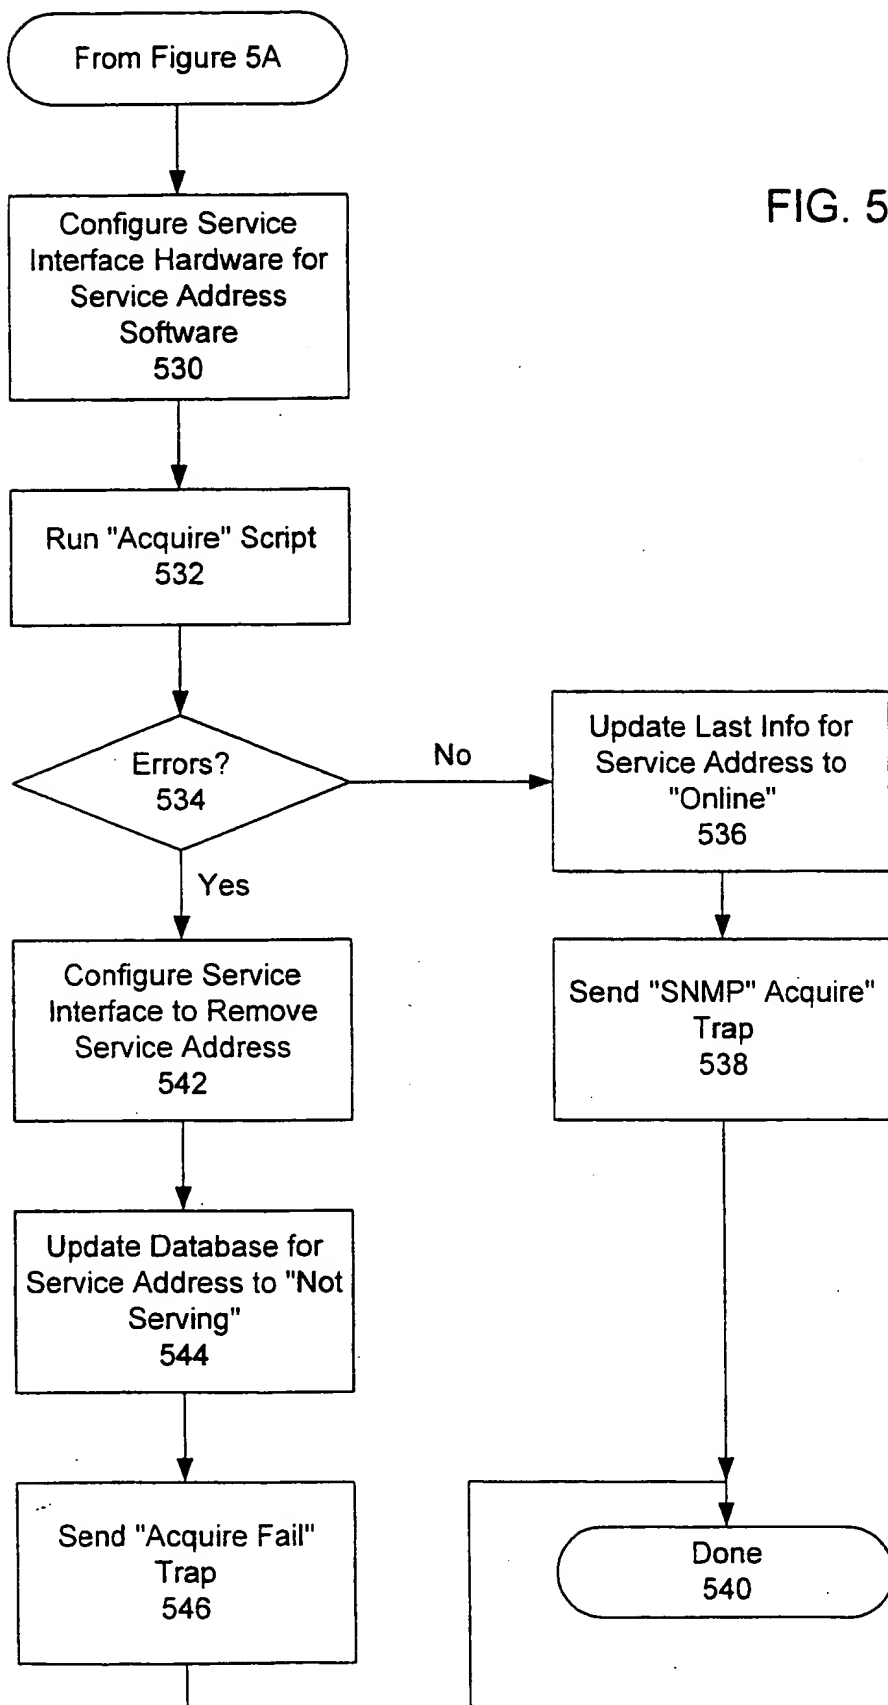 From Figure 5A
FIG. 5
Configure Service
Interface Hardware for
Service Address
Software
530
Run "Acquire" Script
532
Errors?
534
No
Yes
Update Last Info for
Service Address to
"Online"
536
Send "SNMP" Acquire"
Trap
538
Configure Service
Interface to Remove
Service Address
542
Update Database for
Service Address to "Not
Serving"
544
Send "Acquire Fail"
Trap
546
Done
540